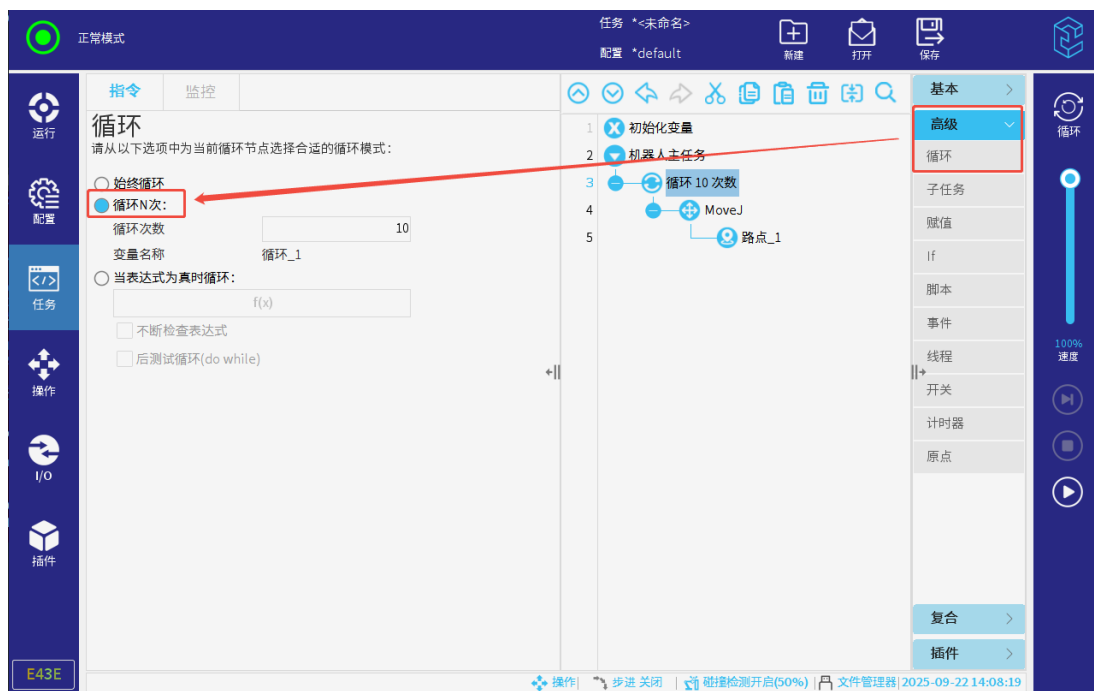 正常模式
任务 *<未命名>
配置 *default
新建
打开
保存
运行
配置
任务
操作
I/O
插件
E43E
指令
监控
循环
请从以下选项中为当前循环节点选择合适的循环模式:
始终循环
循环N次:
循环次数 10
变量名称 循环_1
当表达式为真时循环:
f(x)
不断检查表达式
后测试循环(do while)
1 初始化变量
2 机器人主任务
3 循环 10 次数
4 MoveJ
5 路点_1
基本
高级
循环
子任务
赋值
If
脚本
事件
线程
开关
计时器
原点
复合
插件
循环
100%
速度
操作
步进 关闭
碰撞检测开启(50%)
文件管理器
2025-09-22 14:08:19